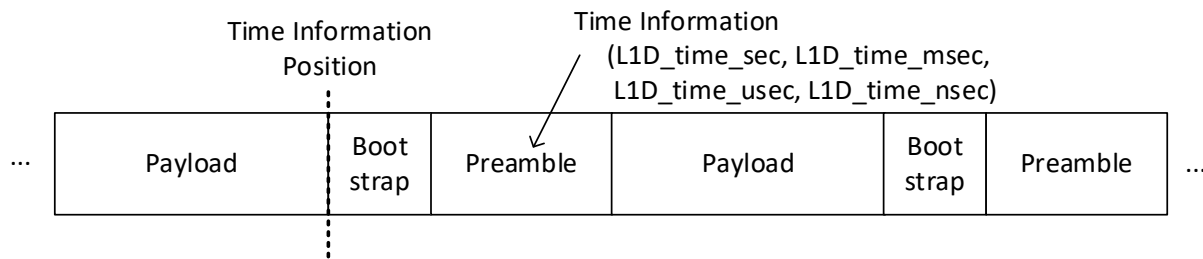 Time Information
Position
Time Information
(L1D_time_sec, L1D_time_msec,
L1D_time_usec, L1D_time_nsec)
...
Payload
Boot
strap
Preamble
Payload
Boot
strap
Preamble
...